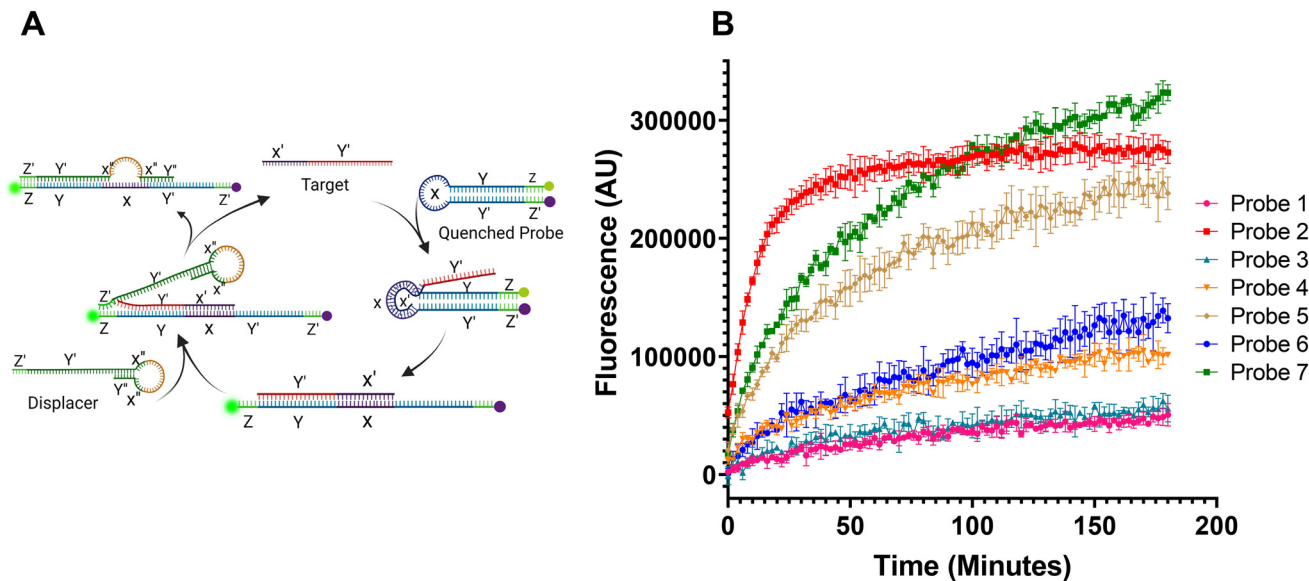 A
B
x' Y'
Target
Z' Y' x" x" Y"
Z Y X Y' Z'
X Y Z
Y' Z'
Quenched Probe
Y' x"
Z' Y' x' x"
Z Y X Y' Z'
Y'
X x' Y Z
Y' Z'
Z' Y' x"
Y"
x"
Displacer
Y' X'
Z Y X
Fluorescence (AU)
300000
200000
100000
0
0 50 100 150 200
Time (Minutes)
Probe 1
Probe 2
Probe 3
Probe 4
Probe 5
Probe 6
Probe 7